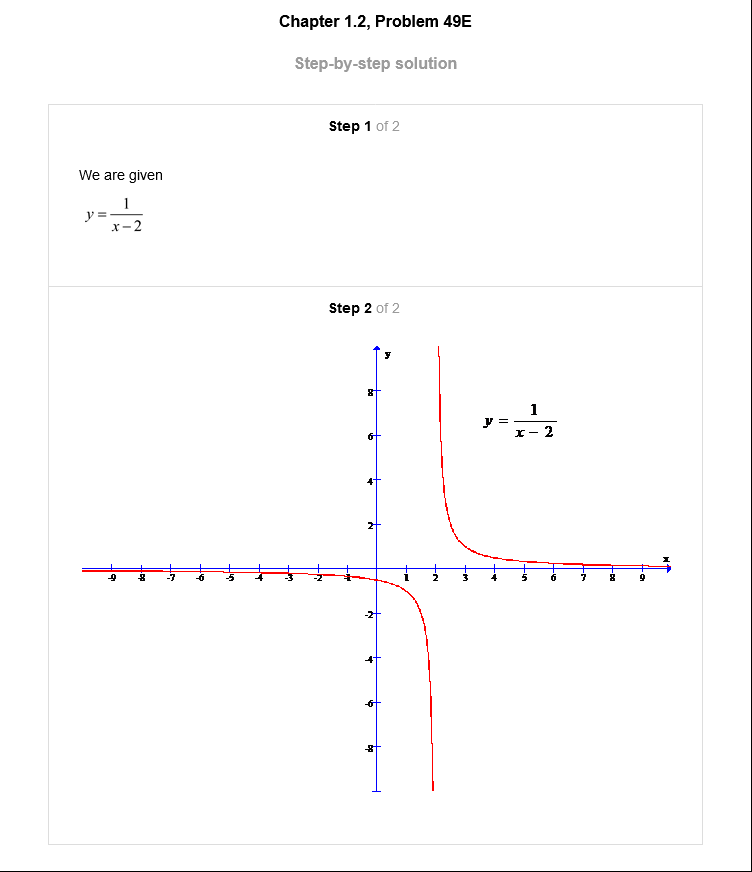 Chapter 1.2, Problem 49E
Step-by-step solution
Step 1 of 2
We are given
y = 1/(x − 2)
Step 2 of 2
y
8
6
4
2
-2
-4
-6
-8
y = 1/(x − 2)
x
-9 -8 -7 -6 -5 -4 -3 -2 -1 1 2 3 4 5 6 7 8 9